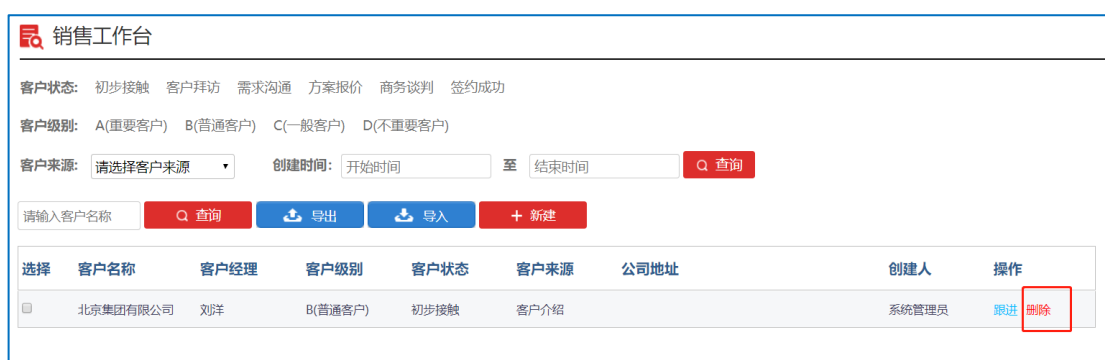 销售工作台
客户状态: 初步接触 客户拜访 需求沟通 方案报价 商务谈判 签约成功
客户级别: A(重要客户) B(普通客户) C(一般客户) D(不重要客户)
客户来源: 请选择客户来源 创建时间: 开始时间 至 结束时间 查询
请输入客户名称 查询 导出 导入 新建
选择 客户名称 客户经理 客户级别 客户状态 客户来源 公司地址 创建人 操作
北京集团有限公司 刘洋 B(普通客户) 初步接触 客户介绍 系统管理员 跟进 删除